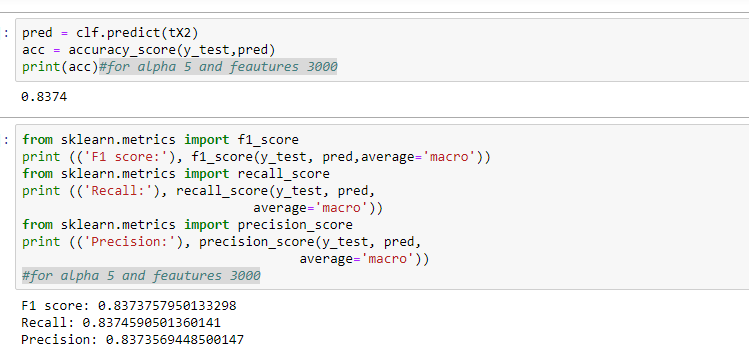 : pred = clf.predict(tX2)
acc = accuracy_score(y_test,pred)
print(acc)#for alpha 5 and feautures 3000
0.8374
: from sklearn.metrics import f1_score
print (('F1 score:'), f1_score(y_test, pred,average='macro'))
from sklearn.metrics import recall_score
print (('Recall:'), recall_score(y_test, pred,
average='macro'))
from sklearn.metrics import precision_score
print (('Precision:'), precision_score(y_test, pred,
average='macro'))
#for alpha 5 and feautures 3000
F1 score: 0.8373757950133298
Recall: 0.8374590501360141
Precision: 0.8373569448500147